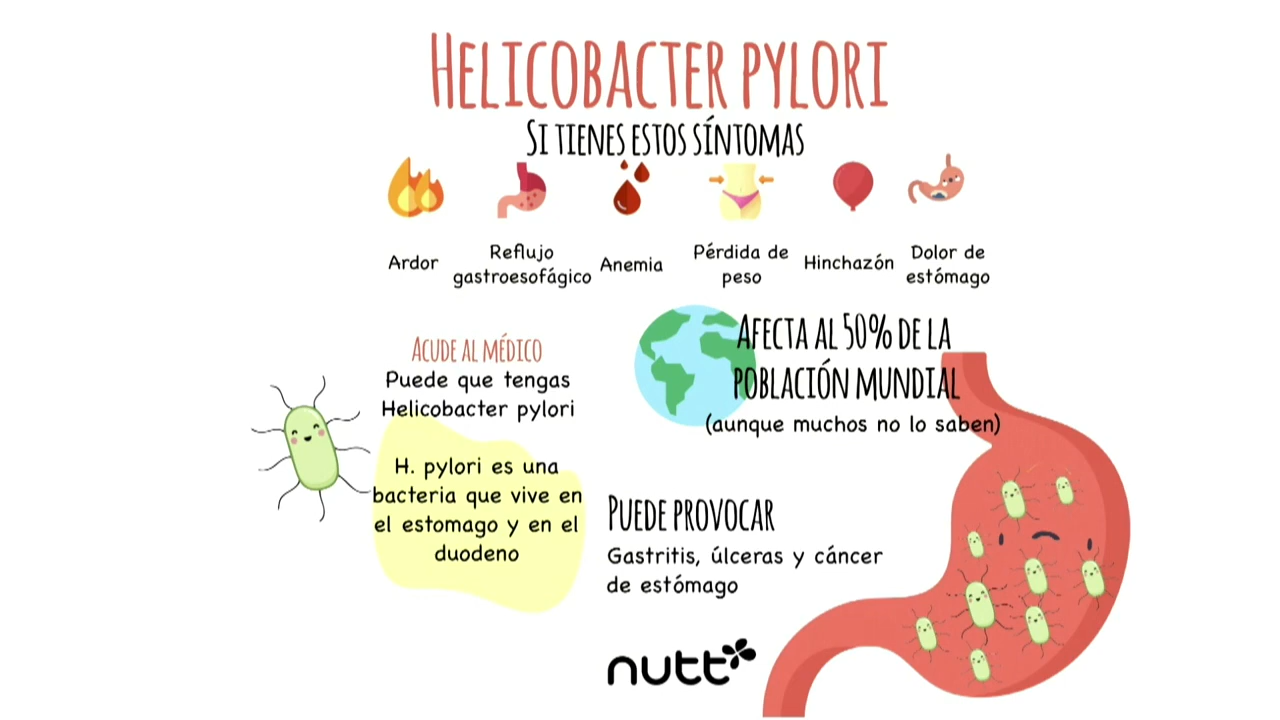 HELICOBACTER PYLORI
SI TIENES ESTOS SÍNTOMAS
Ardor
Reflujo
gastroesofágico
Anemia
Pérdida de
peso
Hinchazón
Dolor de
estómago
ACUDE AL MÉDICO
Puede que tengas
Helicobacter pylori
H. pylori es una
bacteria que vive en
el estomago y en el
duodeno
AFECTA AL 50% DE LA
POBLACIÓN MUNDIAL
(aunque muchos no lo saben)
PUEDE PROVOCAR
Gastritis, úlceras y cáncer
de estómago
nutt